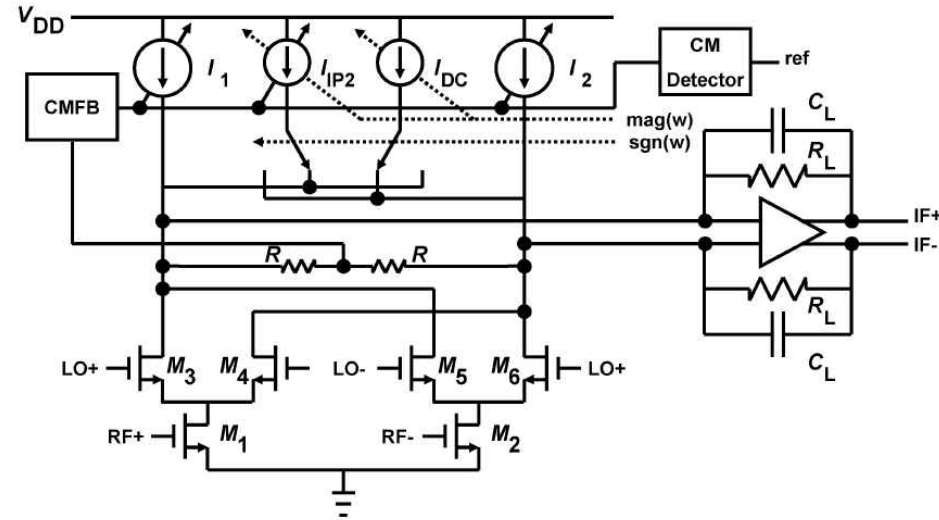 VDD
I1
IIP2
IDC
I2
CM
Detector
ref
CMFB
mag(w)
sgn(w)
CL
RL
IF+
IF-
R
R
RL
CL
LO+
M3
M4
LO-
M5
M6
LO+
RF+
M1
RF-
M2